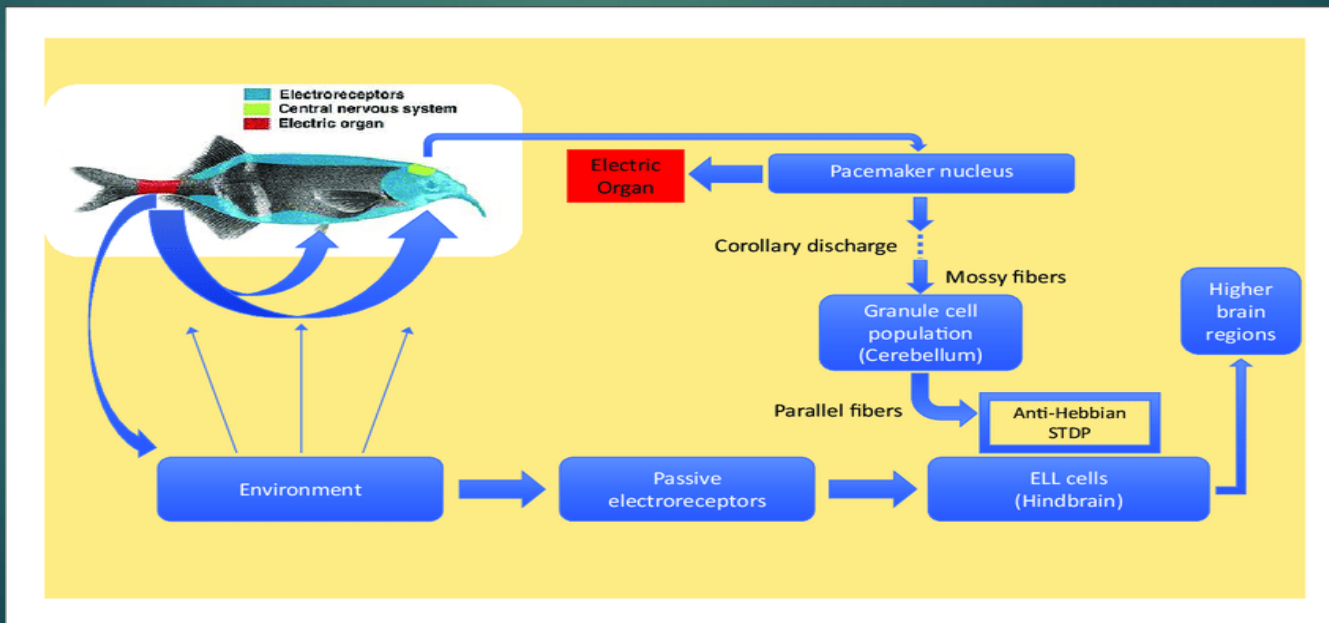 Electroreceptors
Central nervous system
Electric organ
Electric
Organ
Pacemaker nucleus
Corollary discharge
Mossy fibers
Granule cell
population
(Cerebellum)
Higher
brain
regions
Parallel fibers
Anti-Hebbian
STDP
Environment
Passive
electroreceptors
ELL cells
(Hindbrain)